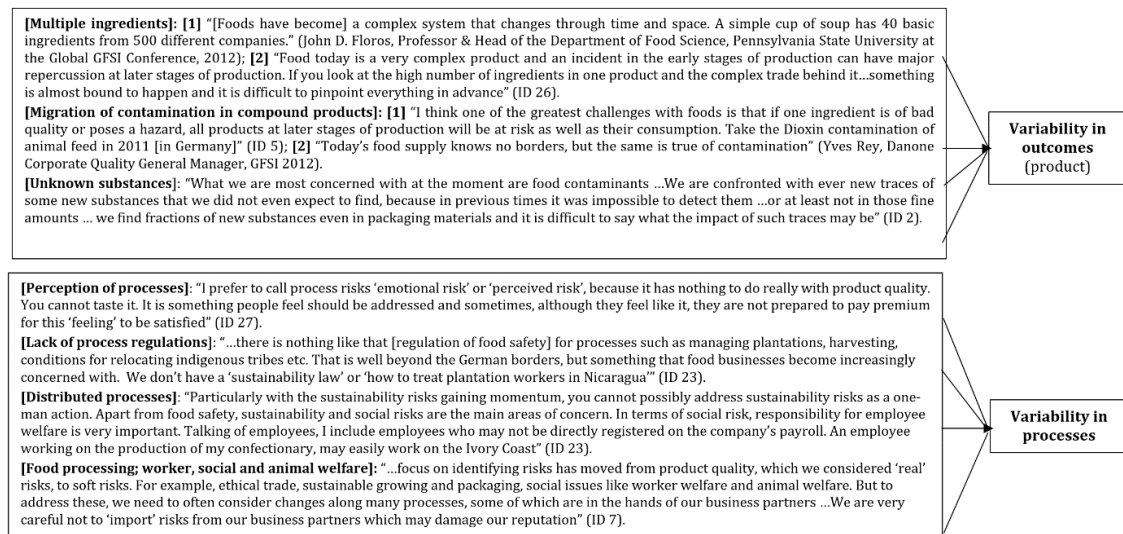 [Multiple ingredients]: [1] “[Foods have become] a complex system that changes through time and space. A simple cup of soup has 40 basic
ingredients from 500 different companies.” (John D. Floros, Professor & Head of the Department of Food Science, Pennsylvania State University at
the Global GFSI Conference, 2012); [2] “Food today is a very complex product and an incident in the early stages of production can have major
repercussion at later stages of production. If you look at the high number of ingredients in one product and the complex trade behind it…something
is almost bound to happen and it is difficult to pinpoint everything in advance” (ID 26).
[Migration of contamination in compound products]: [1] “I think one of the greatest challenges with foods is that if one ingredient is of bad
quality or poses a hazard, all products at later stages of production will be at risk as well as their consumption. Take the Dioxin contamination of
animal feed in 2011 [in Germany]” (ID 5); [2] “Today’s food supply knows no borders, but the same is true of contamination” (Yves Rey, Danone
Corporate Quality General Manager, GFSI 2012).
[Unknown substances]: “What we are most concerned with at the moment are food contaminants …We are confronted with ever new traces of
some new substances that we did not even expect to find, because in previous times it was impossible to detect them …or at least not in those fine
amounts … we find fractions of new substances even in packaging materials and it is difficult to say what the impact of such traces may be” (ID 2).
Variability in
outcomes
(product)
[Perception of processes]: “I prefer to call process risks ‘emotional risk’ or ‘perceived risk’, because it has nothing to do really with product quality.
You cannot taste it. It is something people feel should be addressed and sometimes, although they feel like it, they are not prepared to pay premium
for this ‘feeling’ to be satisfied” (ID 27).
[Lack of process regulations]: “…there is nothing like that [regulation of food safety] for processes such as managing plantations, harvesting,
conditions for relocating indigenous tribes etc. That is well beyond the German borders, but something that food businesses become increasingly
concerned with. We don’t have a ‘sustainability law’ or ‘how to treat plantation workers in Nicaragua’” (ID 23).
[Distributed processes]: “Particularly with the sustainability risks gaining momentum, you cannot possibly address sustainability risks as a one-
man action. Apart from food safety, sustainability and social risks are the main areas of concern. In terms of social risk, responsibility for employee
welfare is very important. Talking of employees, I include employees who may not be directly registered on the company’s payroll. An employee
working on the production of my confectionary, may easily work on the Ivory Coast” (ID 23).
[Food processing; worker, social and animal welfare]: “…focus on identifying risks has moved from product quality, which we considered ‘real’
risks, to soft risks. For example, ethical trade, sustainable growing and packaging, social issues like worker welfare and animal welfare. But to
address these, we need to often consider changes along many processes, some of which are in the hands of our business partners …We are very
careful not to ‘import’ risks from our business partners which may damage our reputation” (ID 7).
Variability in
processes